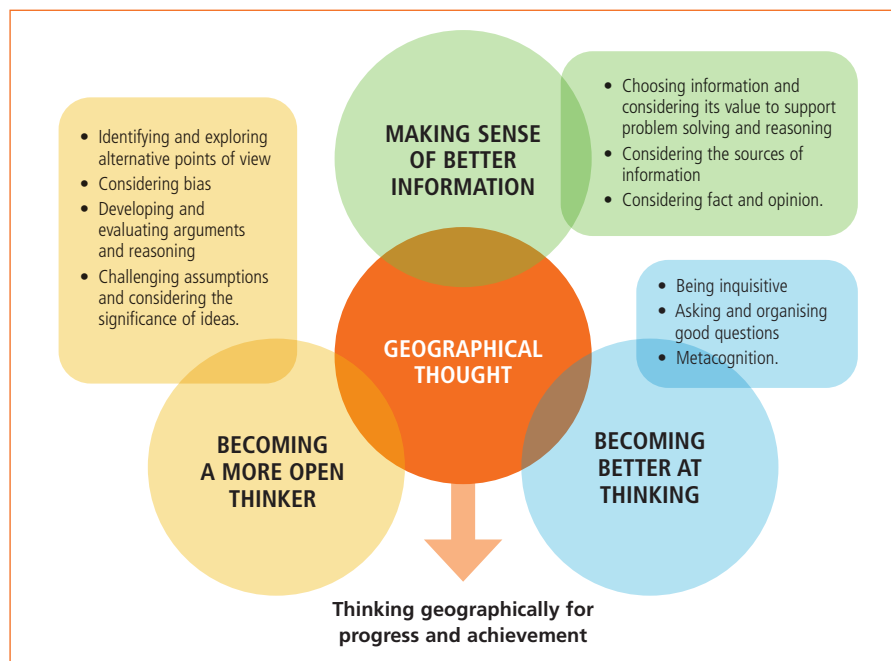 MAKING SENSE
OF BETTER
INFORMATION
• Choosing information and
considering its value to support
problem solving and reasoning
• Considering the sources of
information
• Considering fact and opinion.
• Identifying and exploring
alternative points of view
• Considering bias
• Developing and
evaluating arguments
and reasoning
• Challenging assumptions
and considering the
significance of ideas.
GEOGRAPHICAL
THOUGHT
• Being inquisitive
• Asking and organising
good questions
• Metacognition.
BECOMING
A MORE OPEN
THINKER
BECOMING
BETTER AT
THINKING
Thinking geographically for
progress and achievement